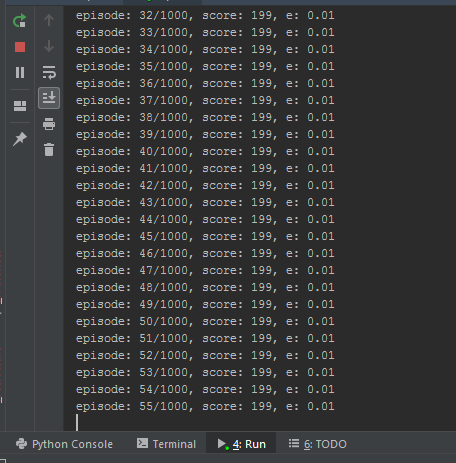 episode: 32/1000, score: 199, e: 0.01
episode: 33/1000, score: 199, e: 0.01
episode: 34/1000, score: 199, e: 0.01
episode: 35/1000, score: 199, e: 0.01
episode: 36/1000, score: 199, e: 0.01
episode: 37/1000, score: 199, e: 0.01
episode: 38/1000, score: 199, e: 0.01
episode: 39/1000, score: 199, e: 0.01
episode: 40/1000, score: 199, e: 0.01
episode: 41/1000, score: 199, e: 0.01
episode: 42/1000, score: 199, e: 0.01
episode: 43/1000, score: 199, e: 0.01
episode: 44/1000, score: 199, e: 0.01
episode: 45/1000, score: 199, e: 0.01
episode: 46/1000, score: 199, e: 0.01
episode: 47/1000, score: 199, e: 0.01
episode: 48/1000, score: 199, e: 0.01
episode: 49/1000, score: 199, e: 0.01
episode: 50/1000, score: 199, e: 0.01
episode: 51/1000, score: 199, e: 0.01
episode: 52/1000, score: 199, e: 0.01
episode: 53/1000, score: 199, e: 0.01
episode: 54/1000, score: 199, e: 0.01
episode: 55/1000, score: 199, e: 0.01
Python Console Terminal 4: Run 6: TODO